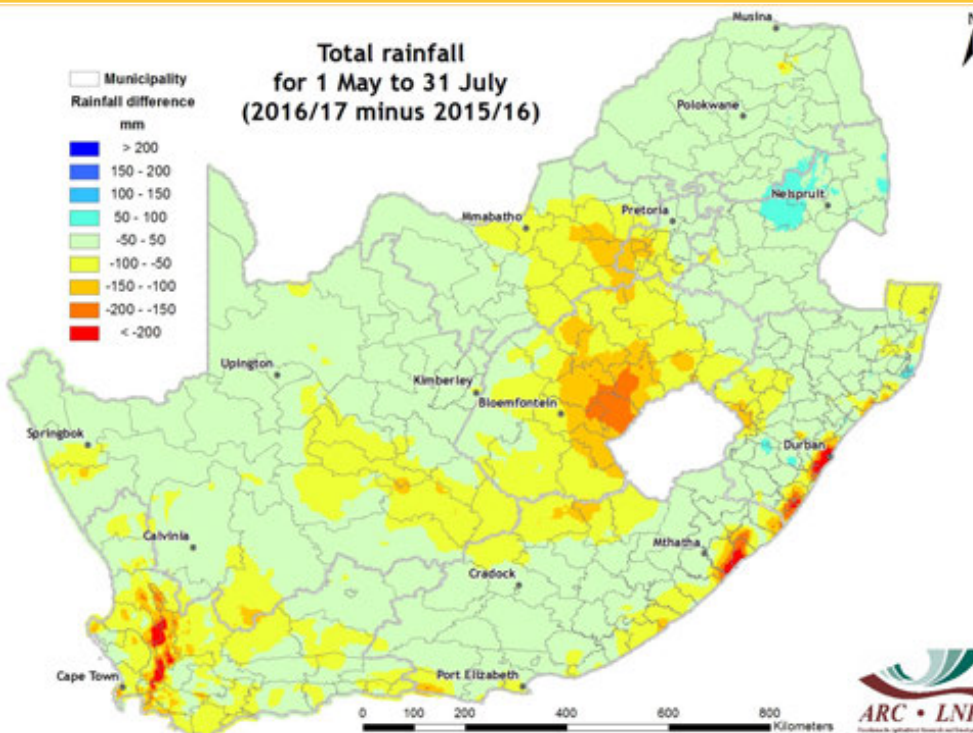 Total rainfall
for 1 May to 31 July
(2016/17 minus 2015/16)
N
Municipality
Rainfall difference
mm
> 200
150 - 200
100 - 150
50 - 100
-50 - 50
-100 - -50
-150 - -100
-200 - -150
< -200
Musina
Polokwane
Nelspruit
Pretoria
Mmabatho
Upington
Kimberley
Bloemfontein
Springbok
Durban
Calvinia
Mthatha
Cradock
Cape Town
Port Elizabeth
0 100 200 400 600 800
Kilometers
ARC • LNR